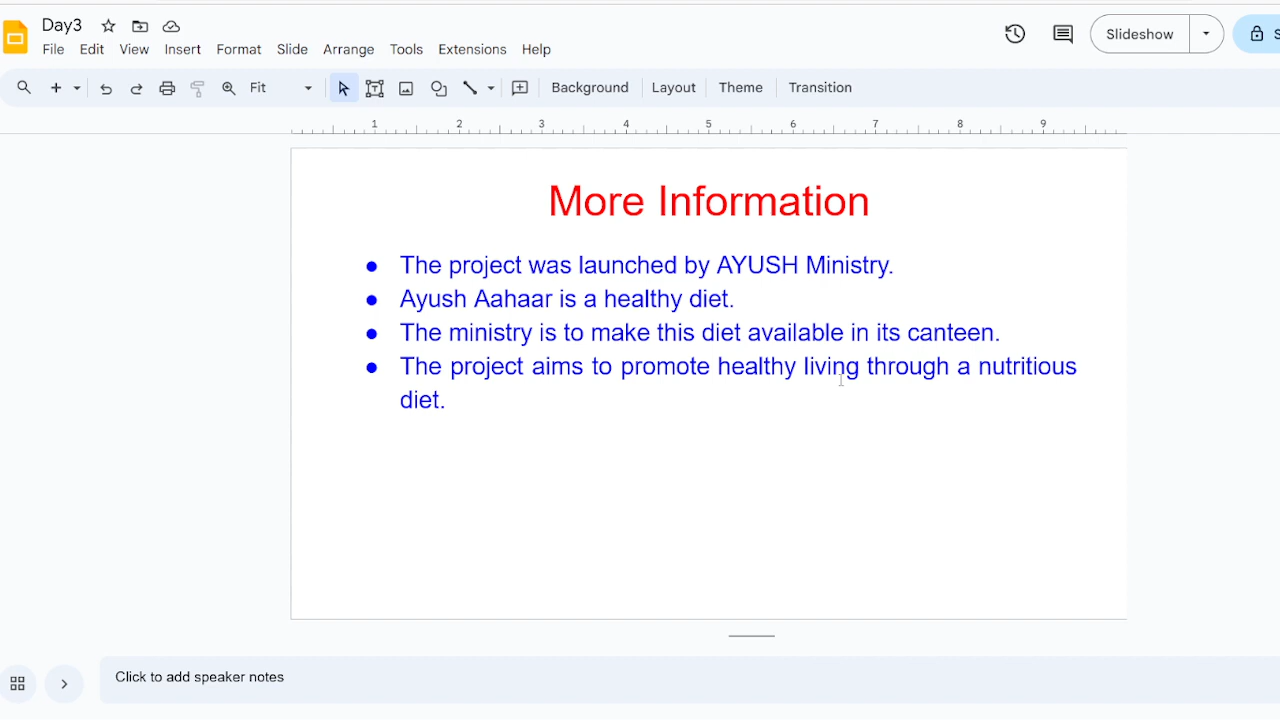 Day3
File Edit View Insert Format Slide Arrange Tools Extensions Help
Slideshow
Fit Background Layout Theme Transition
1 2 3 4 5 6 7 8 9
More Information
● The project was launched by AYUSH Ministry.
● Ayush Aahaar is a healthy diet.
● The ministry is to make this diet available in its canteen.
● The project aims to promote healthy living through a nutritious
diet.
Click to add speaker notes